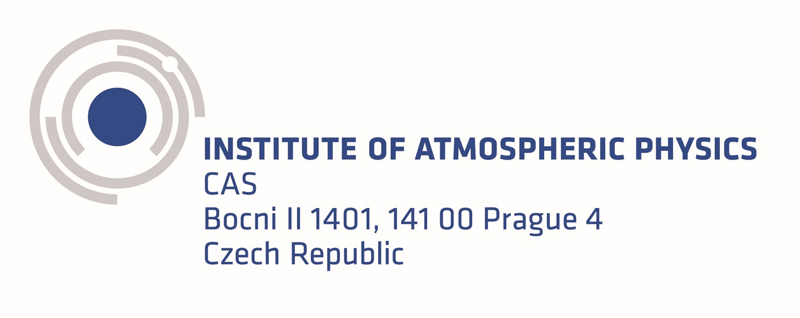 INSTITUTE OF ATMOSPHERIC PHYSICS
CAS
Bocni II 1401, 141 00 Prague 4
Czech Republic